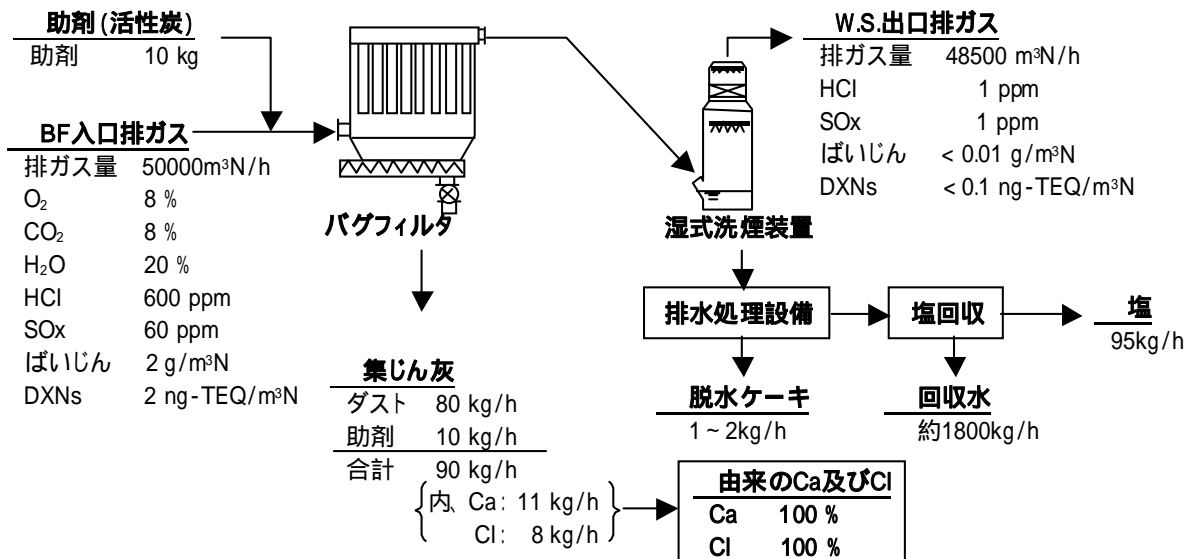 助剤(活性炭)
助剤 10 kg
BF入口排ガス
排ガス量 50000m³N/h
O₂ 8 %
CO₂ 8 %
H₂O 20 %
HCl 600 ppm
SOx 60 ppm
ばいじん 2 g/m³N
DXNs 2 ng-TEQ/m³N
バグフィルタ
集じん灰
ダスト 80 kg/h
助剤 10 kg/h
合計 90 kg/h
内、Ca: 11 kg/h
Cl: 8 kg/h
W.S.出口排ガス
排ガス量 48500 m³N/h
HCl 1 ppm
SOx 1 ppm
ばいじん < 0.01 g/m³N
DXNs < 0.1 ng-TEQ/m³N
湿式洗煙装置
排水処理設備
塩回収
塩
95kg/h
脱水ケーキ
1~2kg/h
回収水
約1800kg/h
由来のCa及びCl
Ca 100 %
Cl 100 %